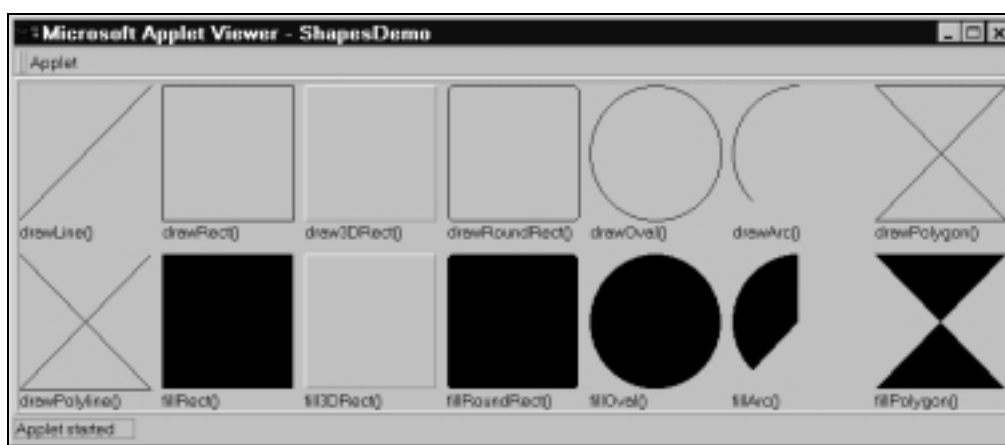 Microsoft Applet Viewer - ShapesDemo
Applet
drawLine() drawRect() draw3DRect() drawRoundRect() drawOval() drawArc() drawPolygon()
drawPolyline() fillRect() fill3DRect() fillRoundRect() fillOval() fillArc() fillPolygon()
Applet started